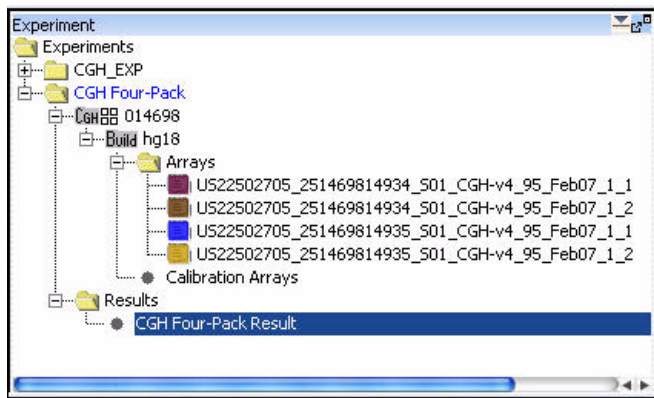 Experiment
Experiments
CGH_EXP
CGH Four-Pack
CGH 014698
Build hg18
Arrays
US22502705_251469814934_S01_CGH-v4_95_Feb07_1_1
US22502705_251469814934_S01_CGH-v4_95_Feb07_1_2
US22502705_251469814935_S01_CGH-v4_95_Feb07_1_1
US22502705_251469814935_S01_CGH-v4_95_Feb07_1_2
Calibration Arrays
Results
CGH Four-Pack Result